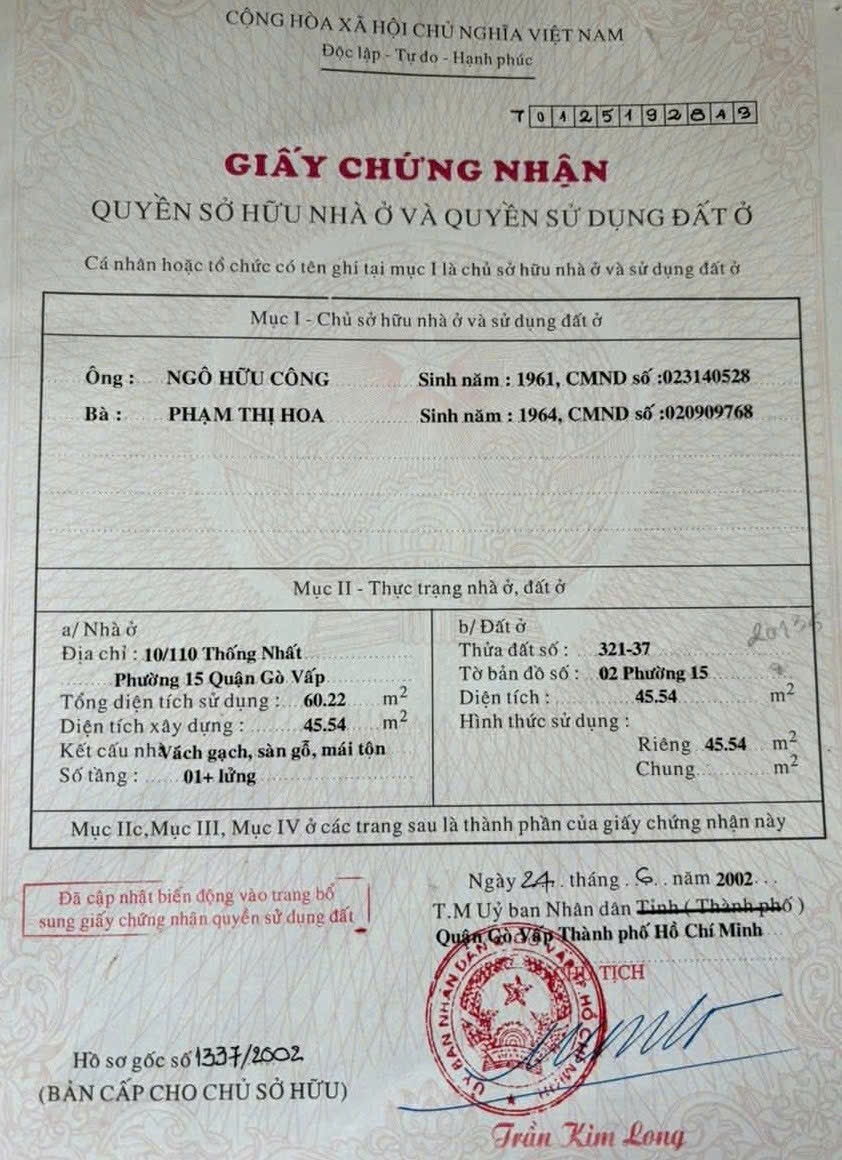 CỘNG HÒA XÃ HỘI CHỦ NGHĨA VIỆT NAM
Độc lập - Tự do - Hạnh phúc
GIẤY CHỨNG NHẬN
QUYỀN SỞ HỮU NHÀ Ở VÀ QUYỀN SỬ DỤNG ĐẤT Ở
Cá nhân hoặc tổ chức có tên ghi tại mục I là chủ sở hữu nhà ở và sử dụng đất ở
Mục I - Chủ sở hữu nhà ở và sử dụng đất ở
Ông : NGÔ HỮU CÔNG Sinh năm : 1961, CMND số :023140528
Bà : PHẠM THỊ HOA Sinh năm : 1964, CMND số :020909768
Mục II - Thực trạng nhà ở, đất ở
a/ Nhà ở
Địa chỉ : 10/110 Thống Nhất
Phường 15 Quận Gò Vấp
Tổng diện tích sử dụng : 60.22 m2
Diện tích xây dựng : 45.54 m2
Kết cấu nhà Vách gạch, sàn gỗ, mái tôn
Số tầng : 01+ lửng
b/ Đất ở
Thửa đất số : 321-37
Tờ bản đồ số : 02 Phường 15
Diện tích : 45.54 m2
Hình thức sử dụng :
Riêng 45.54 m2
Chung m2
Mục IIc,Mục III, Mục IV ở các trang sau là thành phần của giấy chứng nhận này
Ngày 24 tháng 6 năm 2002
T.M Uỷ ban Nhân dân Tỉnh ( Thành phố )
Quận Gò Vấp Thành phố Hồ Chí Minh
CHỦ TỊCH
Đã cập nhật biến động vào trang bổ
sung giấy chứng nhận quyền sử dụng đất
Hồ sơ gốc số 1337/2002
(BẢN CẤP CHO CHỦ SỞ HỮU)
Trần Kim Long